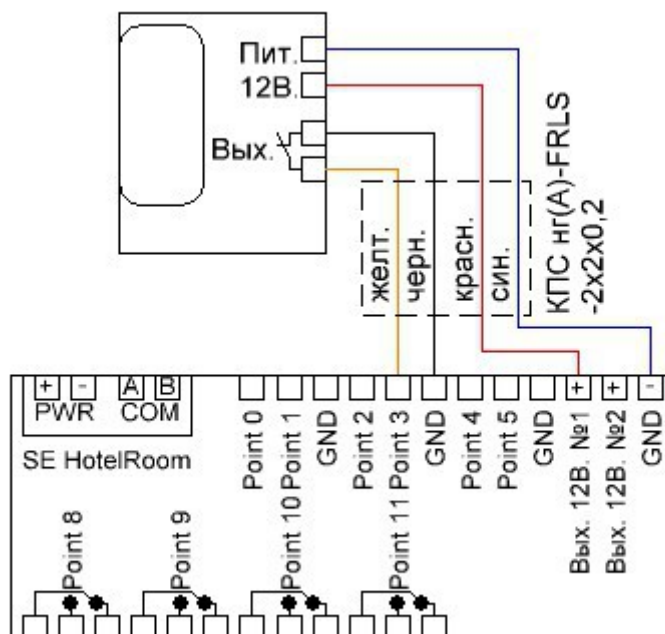 Пит.
12В.
Вых.
желт.
черн.
красн.
син.
КПС нг(А)-FRLS
-2х2х0,2
+ - A B
PWR COM
SE HotelRoom
Point 0
Point 1
GND
Point 2
Point 3
GND
Point 4
Point 5
GND
+
Вых. 12В. №1
+
Вых. 12В. №2
-
GND
Point 8
Point 9
Point 10
Point 11